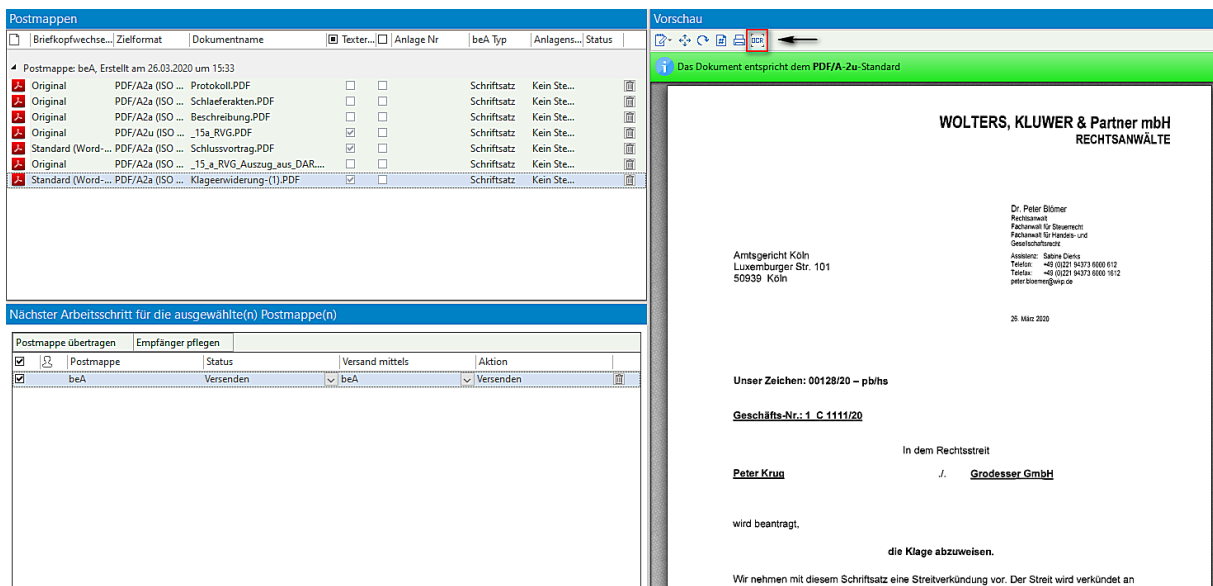 Postmappen
Briefkopfwechse... Zielformat Dokumentname Texter... Anlage Nr beA Typ Anlagens... Status
Postmappe: beA, Erstellt am 26.03.2020 um 15:33
Original PDF/A2a (ISO ... Protokoll.PDF Schriftsatz Kein Ste...
Original PDF/A2a (ISO ... Schlaeferakten.PDF Schriftsatz Kein Ste...
Original PDF/A2a (ISO ... Beschreibung.PDF Schriftsatz Kein Ste...
Original PDF/A2u (ISO ... _15a_RVG.PDF Schriftsatz Kein Ste...
Standard (Word-... PDF/A2a (ISO ... Schlussvortrag.PDF Schriftsatz Kein Ste...
Original PDF/A2a (ISO ... _15_a_RVG_Auszug_aus_DAR.... Schriftsatz Kein Ste...
Standard (Word-... PDF/A2a (ISO ... Klageerwiderung-(1).PDF Schriftsatz Kein Ste...
Nächster Arbeitsschritt für die ausgewählte(n) Postmappe(n)
Postmappe übertragen Empfänger pflegen
Postmappe Status Versand mittels Aktion
beA Versenden beA Versenden
Vorschau
OCR
Das Dokument entspricht dem PDF/A-2u-Standard
WOLTERS, KLUWER & Partner mbH
RECHTSANWÄLTE
Dr. Peter Blömer
Rechtsanwalt
Fachanwalt für Steuerrecht
Fachanwalt für Handels- und
Gesellschaftsrecht
Assistenz: Sabine Dierks
Telefon: +49 (0)221 94373 6000 612
Telefax: +49 (0)221 94373 6000 1612
peter.bloemer@wkp.de
Amtsgericht Köln
Luxemburger Str. 101
50939 Köln
26. März 2020
Unser Zeichen: 00128/20 – pb/hs
Geschäfts-Nr.: 1 C 1111/20
In dem Rechtsstreit
Peter Krug ./. Grodesser GmbH
wird beantragt,
die Klage abzuweisen.
Wir nehmen mit diesem Schriftsatz eine Streitverkündung vor. Der Streit wird verkündet an